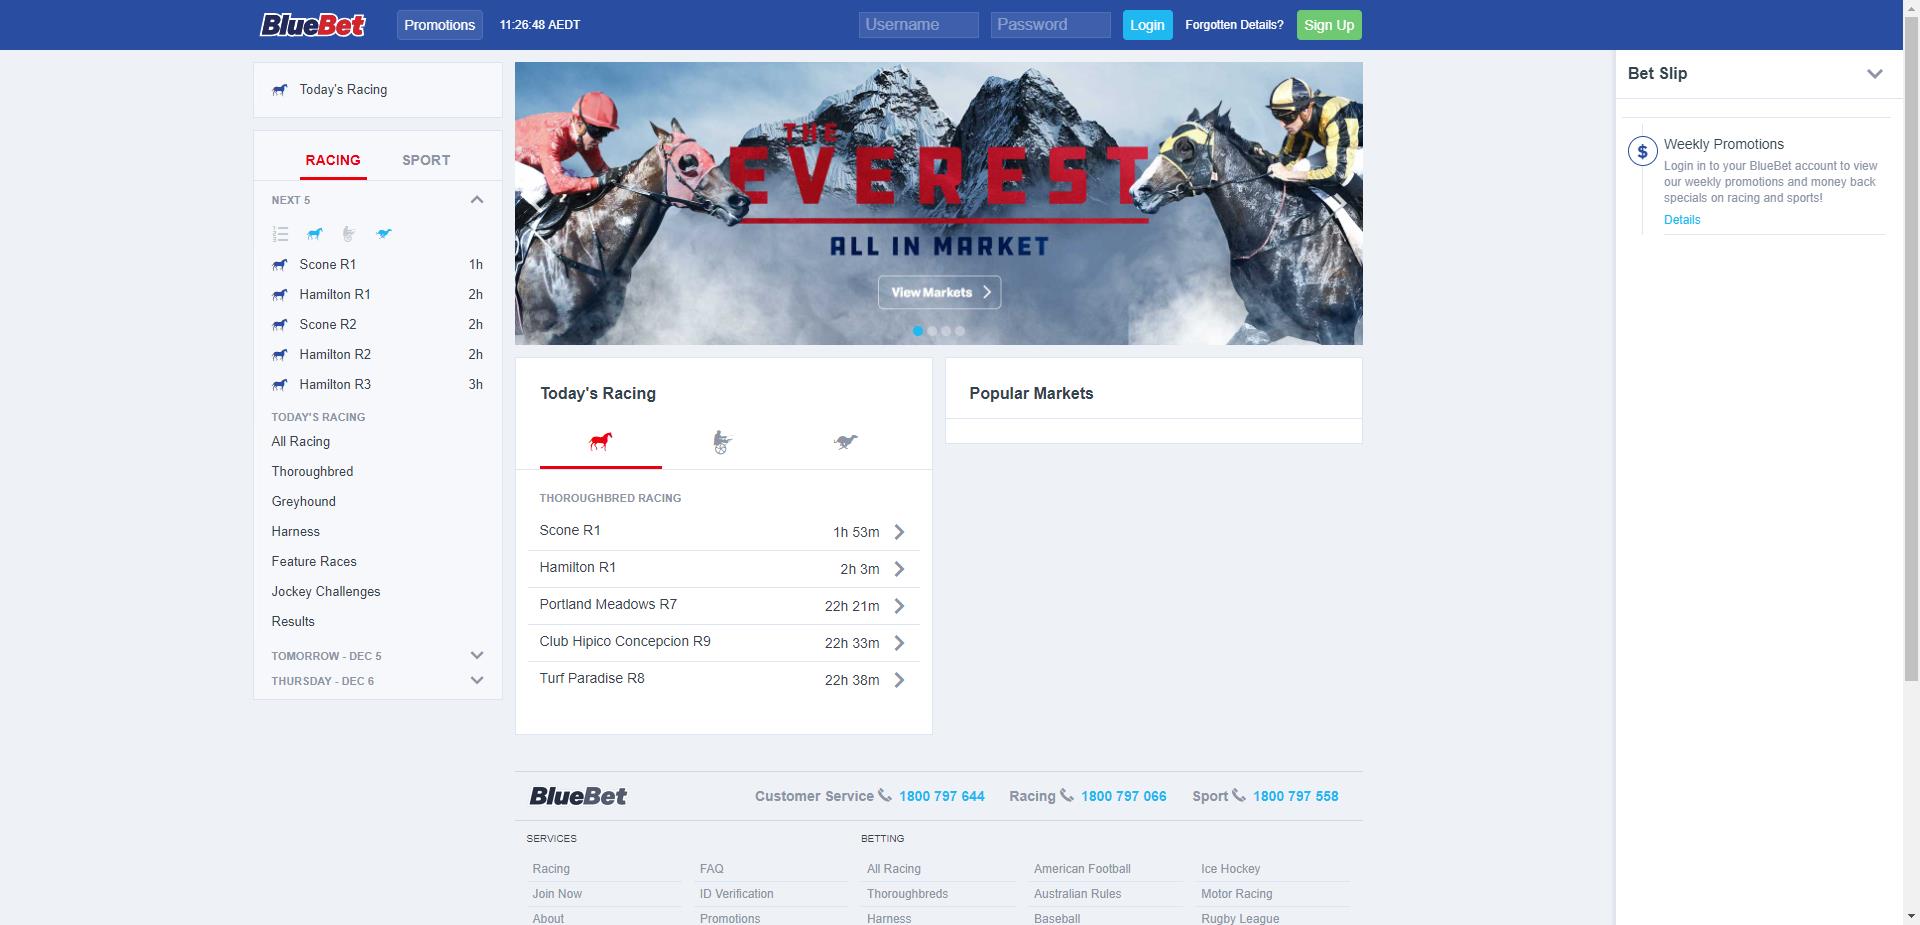 BlueBet
Promotions
11:26:48 AEDT
Username
Password
Login
Forgotten Details?
Sign Up
Today's Racing
RACING
SPORT
NEXT 5
Scone R1 1h
Hamilton R1 2h
Scone R2 2h
Hamilton R2 2h
Hamilton R3 3h
TODAY'S RACING
All Racing
Thoroughbred
Greyhound
Harness
Feature Races
Jockey Challenges
Results
TOMORROW - DEC 5
THURSDAY - DEC 6
THE
EVEREST
ALL IN MARKET
View Markets
Today's Racing
THOROUGHBRED RACING
Scone R1 1h 53m
Hamilton R1 2h 3m
Portland Meadows R7 22h 21m
Club Hipico Concepcion R9 22h 33m
Turf Paradise R8 22h 38m
Popular Markets
Bet Slip
$
Weekly Promotions
Login in to your BlueBet account to view
our weekly promotions and money back
specials on racing and sports!
Details
BlueBet
Customer Service 1800 797 644
Racing 1800 797 066
Sport 1800 797 558
SERVICES
BETTING
Racing
FAQ
All Racing
American Football
Ice Hockey
Join Now
ID Verification
Thoroughbreds
Australian Rules
Motor Racing
About
Promotions
Harness
Baseball
Rugby League